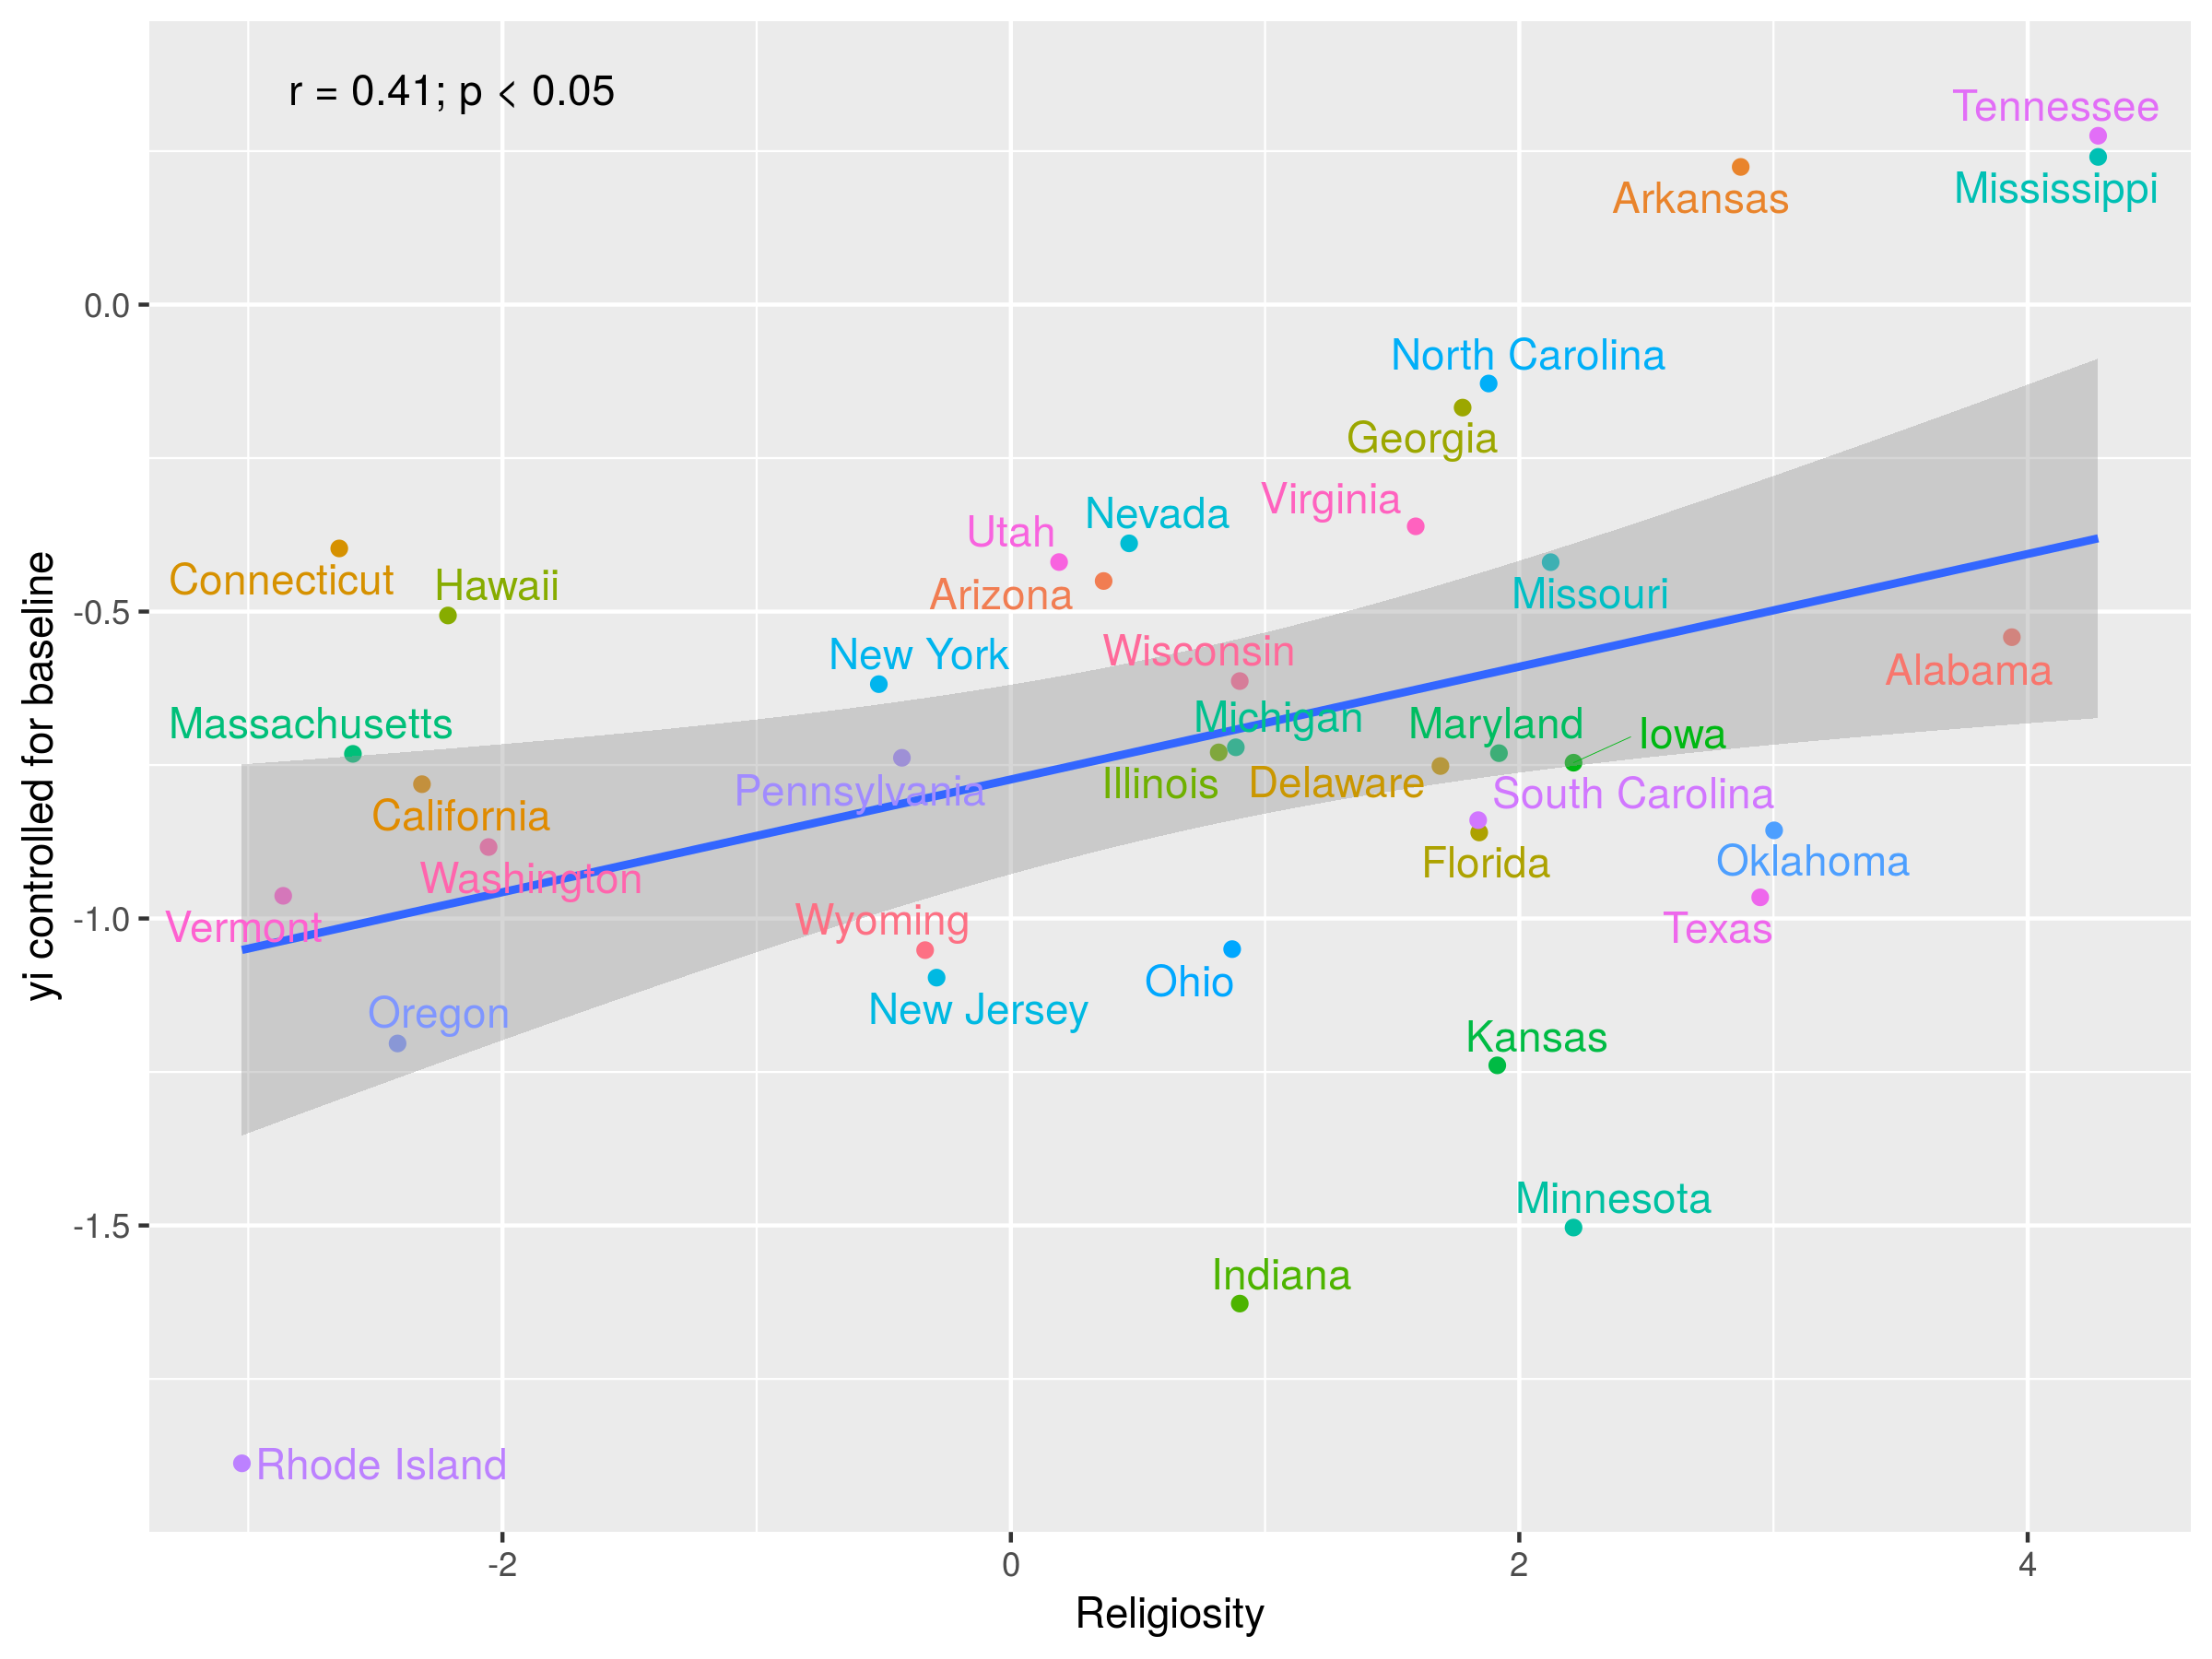 r = 0.41; p < 0.05
Tennessee
Mississippi
Arkansas
0.0
North Carolina
Georgia
Virginia
Nevada
Utah
Arizona
Connecticut
Hawaii
Missouri
-0.5
New York
Wisconsin
Alabama
Massachusetts
Michigan
Maryland
Iowa
Pennsylvania
Illinois
Delaware
South Carolina
California
Washington
Florida
Oklahoma
-1.0
Vermont
Wyoming
Texas
Ohio
New Jersey
Oregon
Kansas
Minnesota
-1.5
Indiana
Rhode Island
yi controlled for baseline
-2
0
2
4
Religiosity